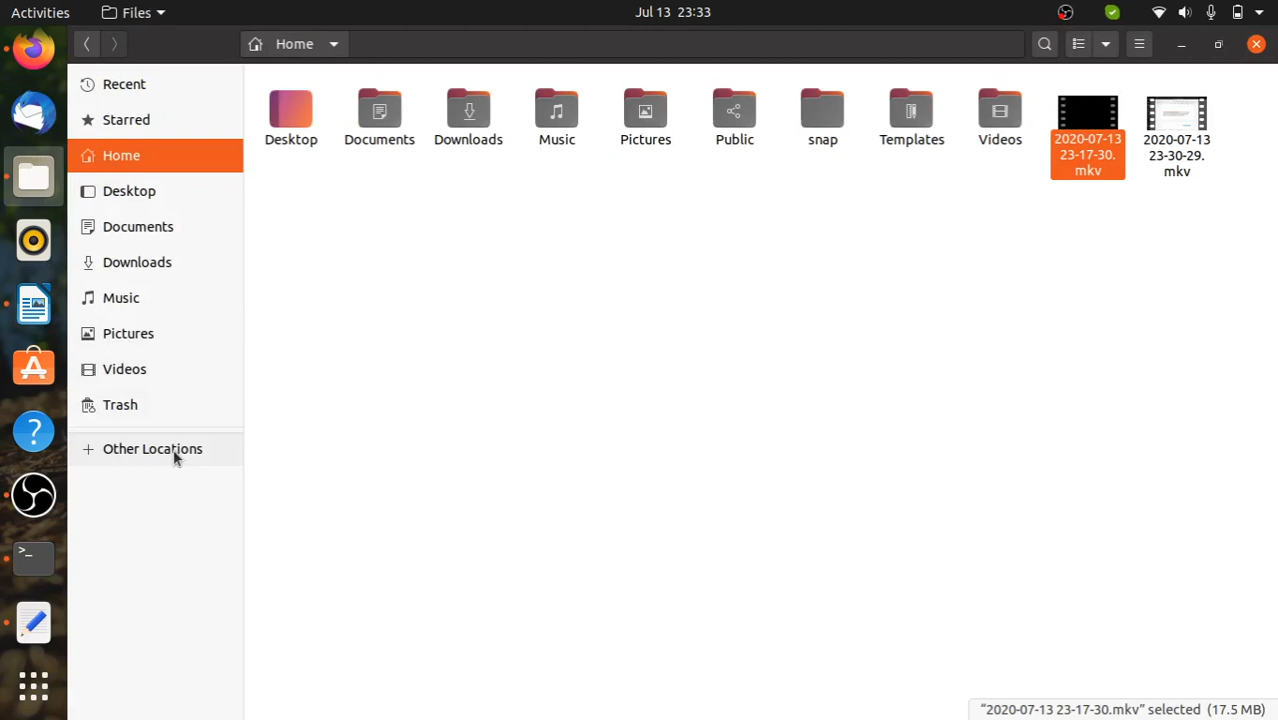 Activities
Files
Jul 13 23:33
Home
Recent
Starred
Home
Desktop
Documents
Downloads
Music
Pictures
Videos
Trash
Other Locations
Desktop
Documents
Downloads
Music
Pictures
Public
snap
Templates
Videos
2020-07-13
23-17-30.
mkv
2020-07-13
23-30-29.
mkv
"2020-07-13 23-17-30.mkv" selected (17.5 MB)